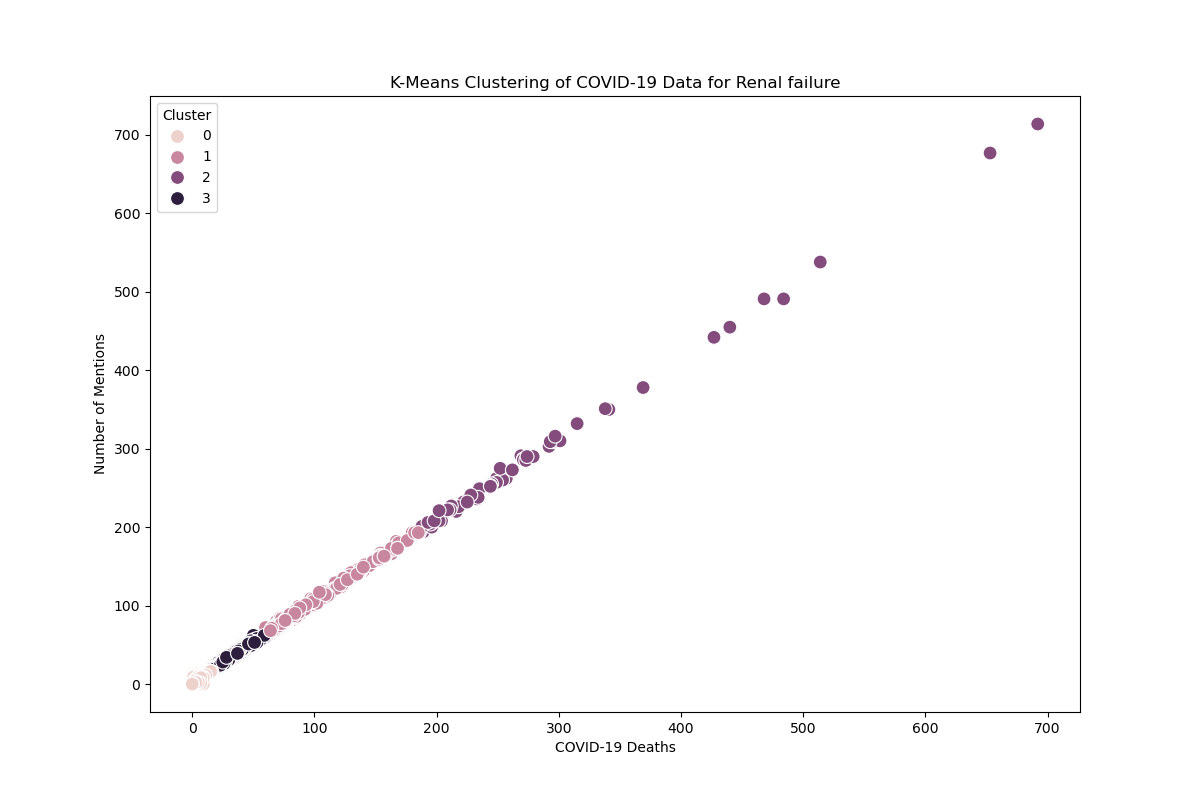 K-Means Clustering of COVID-19 Data for Renal failure
Cluster
0
1
2
3
700
600
500
400
300
200
100
0
Number of Mentions
0 100 200 300 400 500 600 700
COVID-19 Deaths